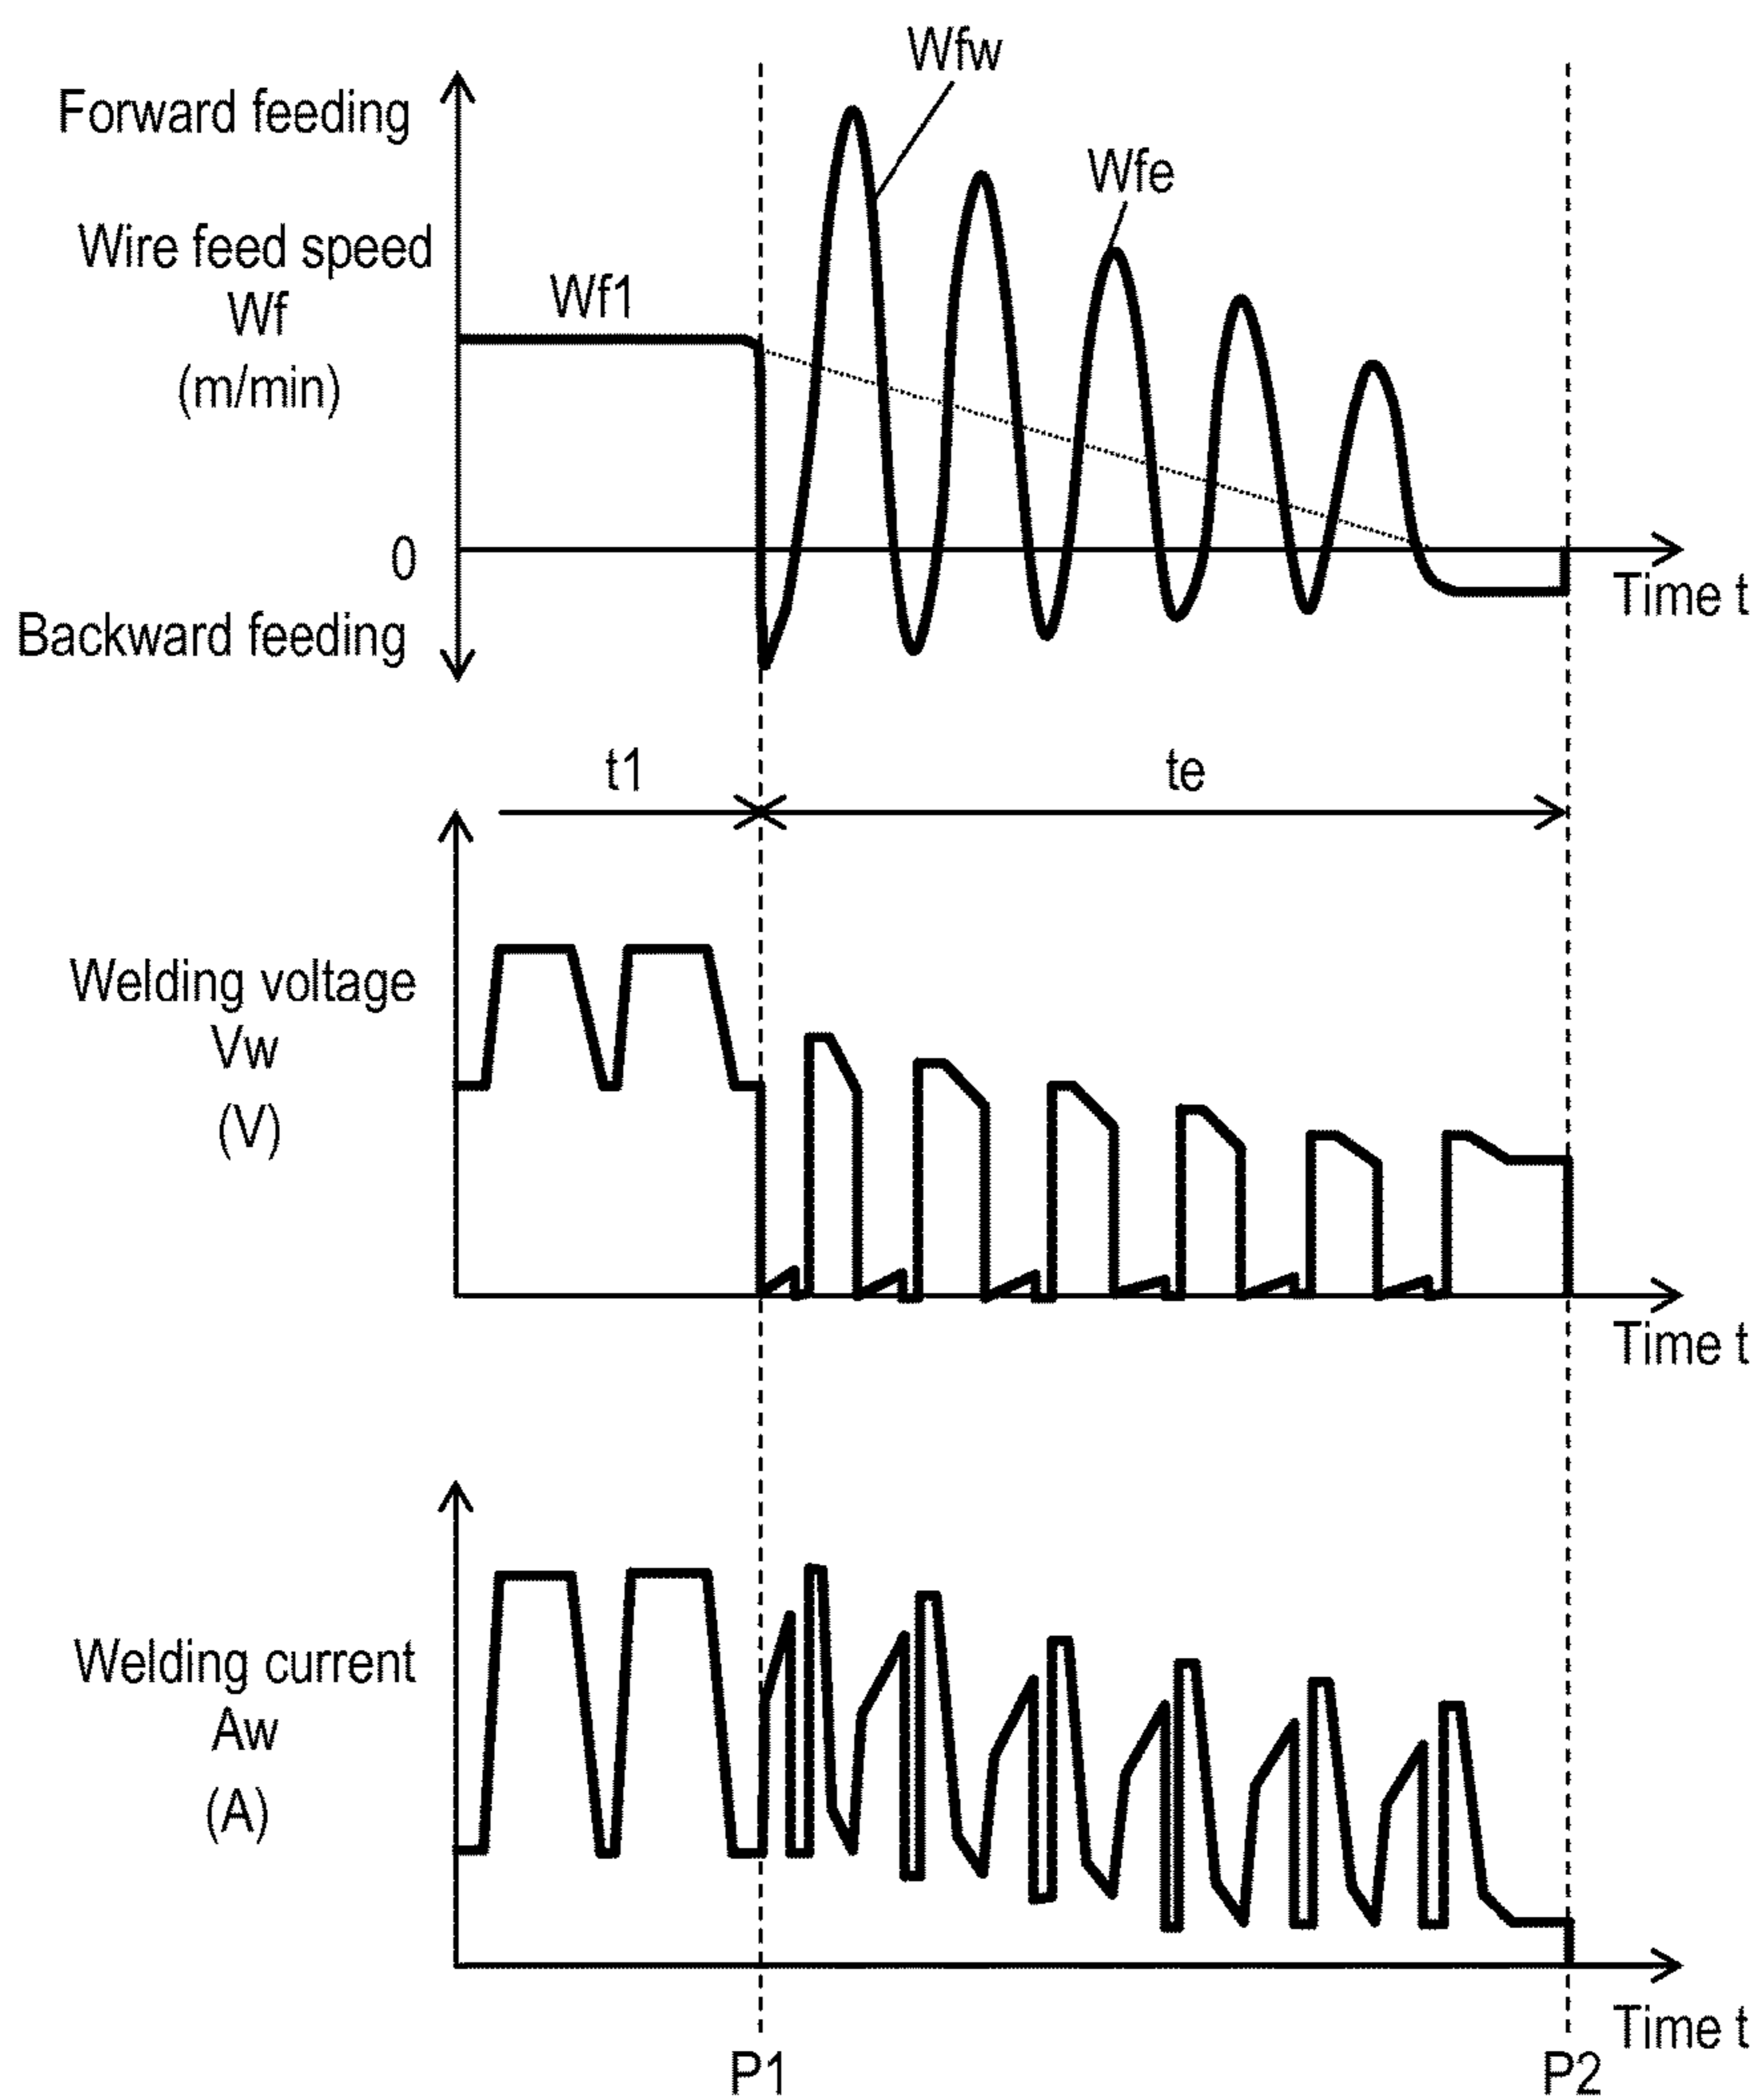 Wfw
Forward feeding
Wfe
Wire feed speed
Wf
(m/min)
Wf1
0
Time t
Backward feeding
t1
te
Welding voltage
Vw
(V)
Time t
Welding current
Aw
(A)
Time t
P1
P2